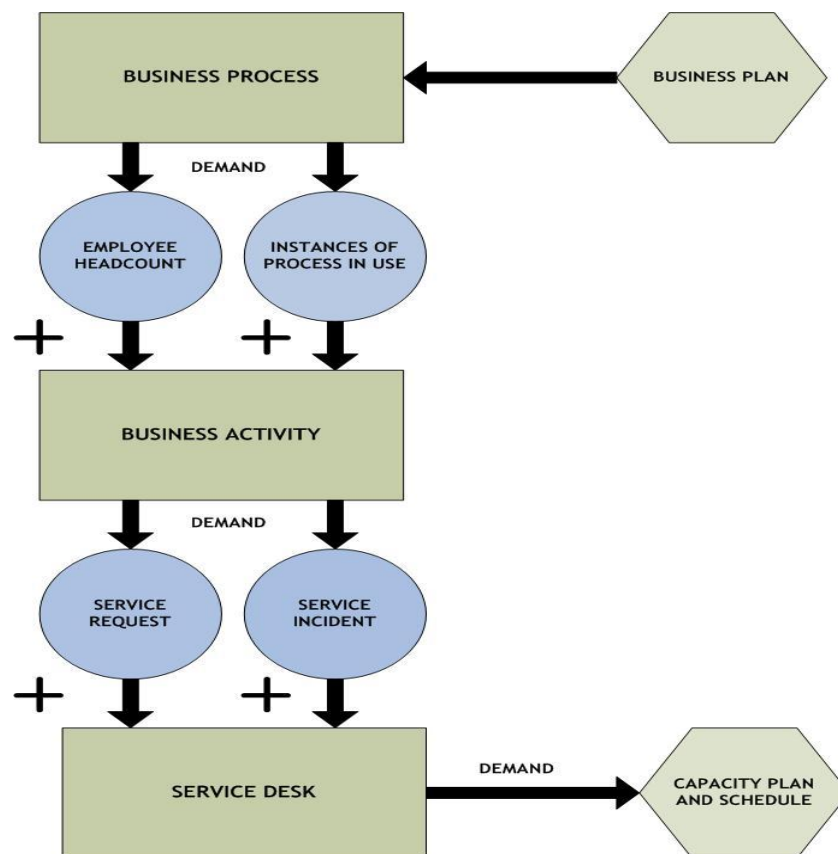 BUSINESS PROCESS
BUSINESS PLAN
DEMAND
EMPLOYEE
HEADCOUNT
INSTANCES OF
PROCESS IN USE
BUSINESS ACTIVITY
DEMAND
SERVICE
REQUEST
SERVICE
INCIDENT
SERVICE DESK
DEMAND
CAPACITY PLAN
AND SCHEDULE